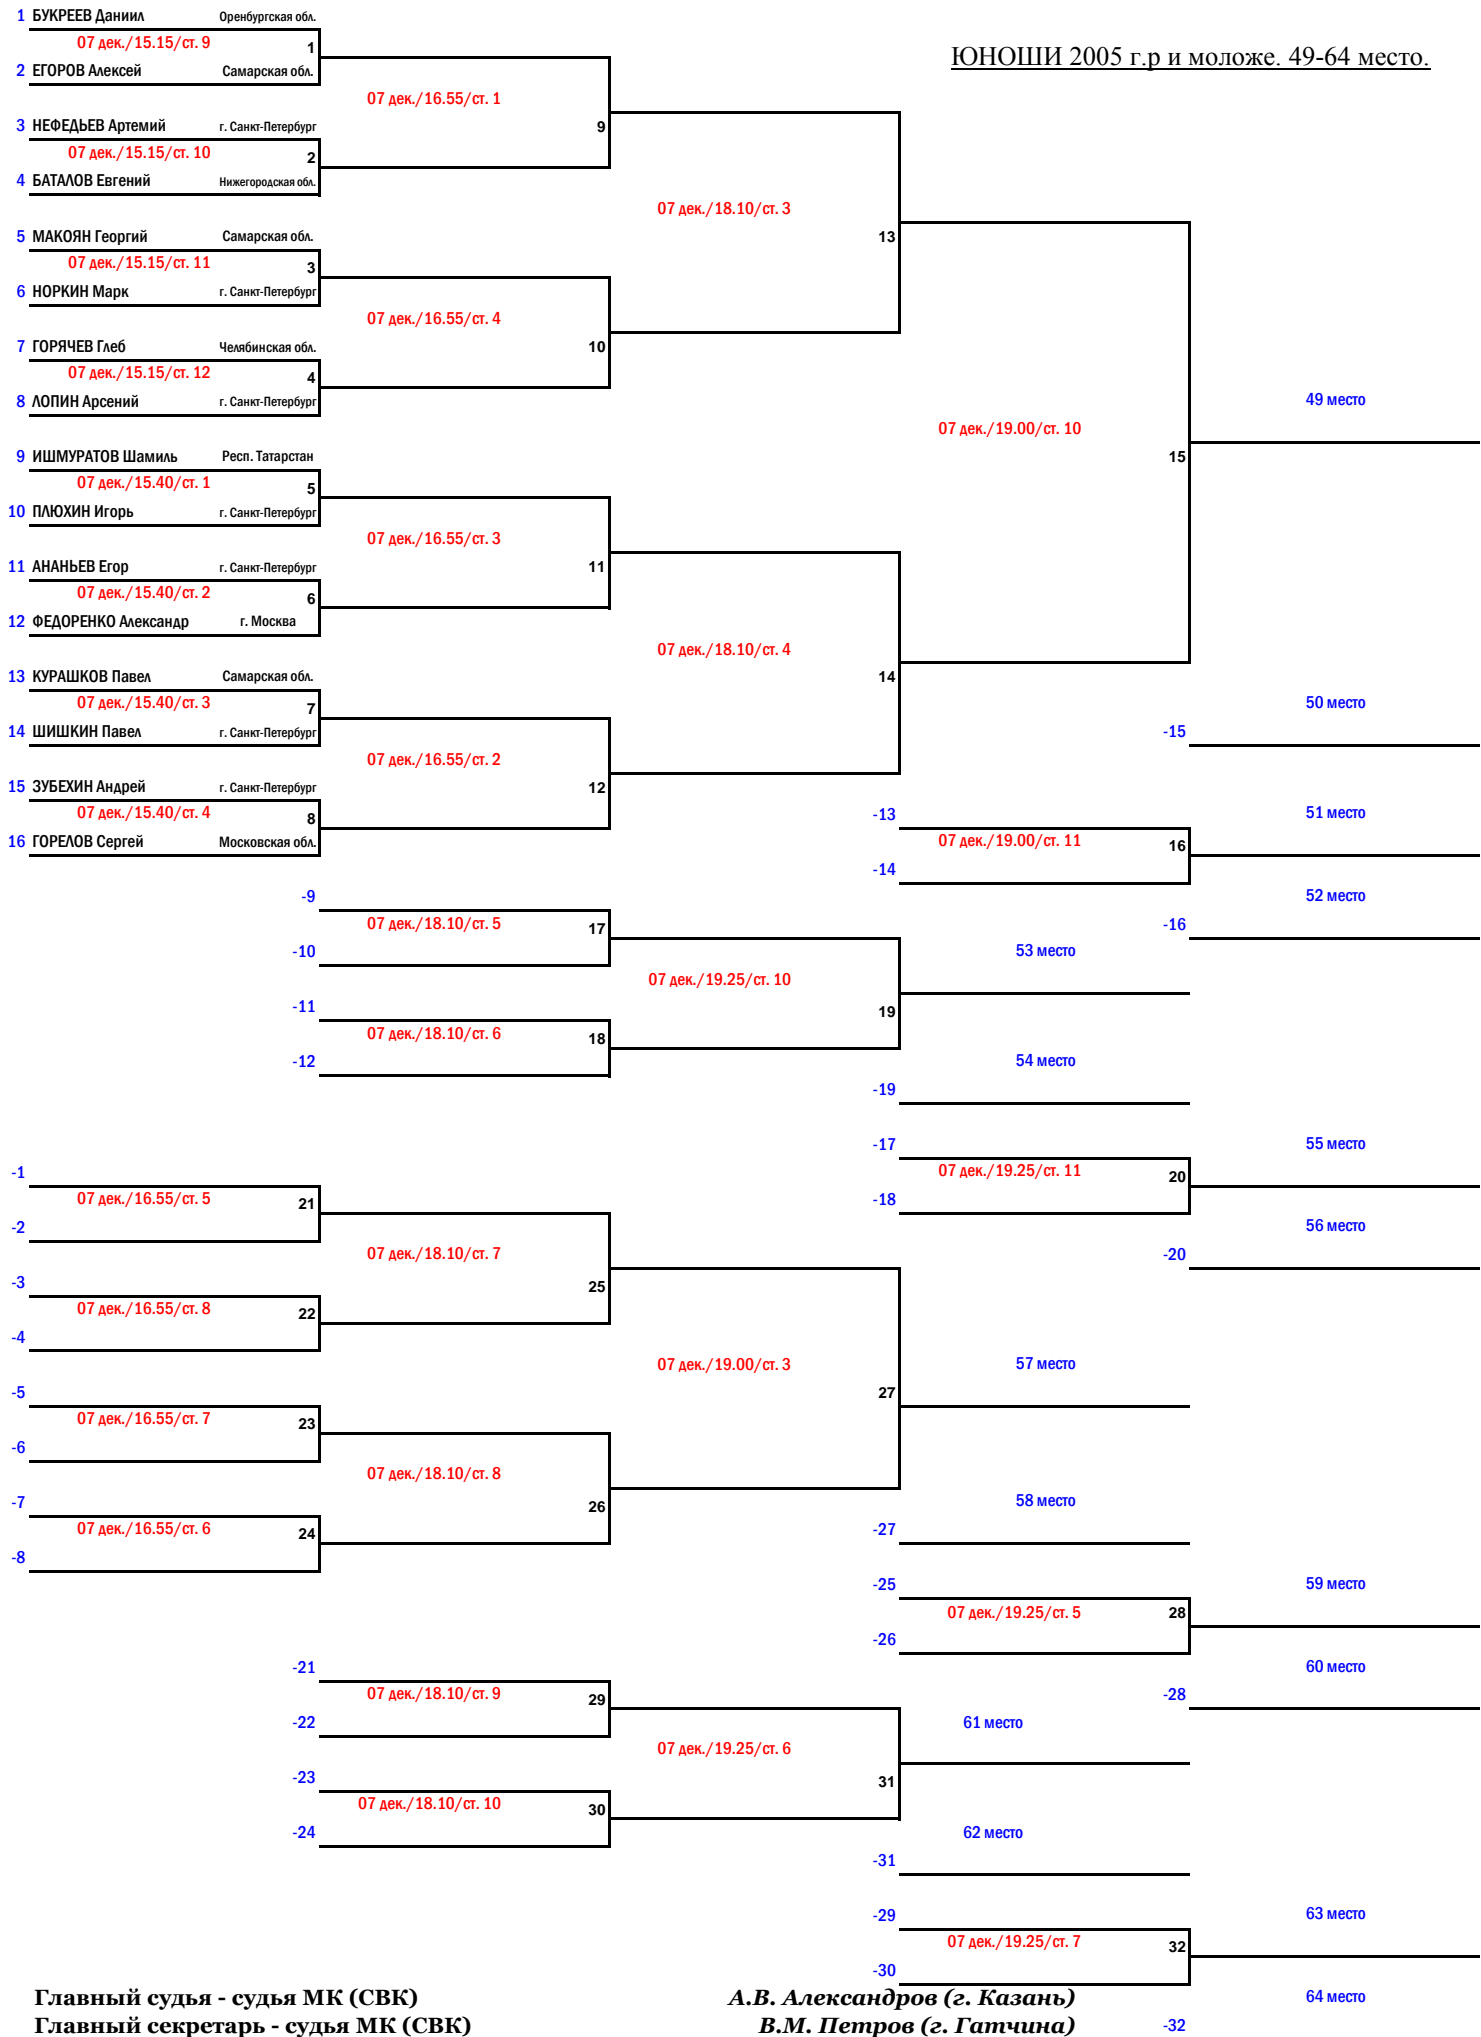 1 БУКРЕЕВ Даниил Оренбургская обл.
07 дек./15.15/ст. 9 1
ЮНОШИ 2005 г.р и моложе. 49-64 место.
2 ЕГОРОВ Алексей Самарская обл.
07 дек./16.55/ст. 1
3 НЕФЕДЬЕВ Артемий г. Санкт-Петербург 9
07 дек./15.15/ст. 10 2
4 БАТАЛОВ Евгений Нижегородская обл.
07 дек./18.10/ст. 3
5 МАКОЯН Георгий Самарская обл. 13
07 дек./15.15/ст. 11 3
6 НОРКИН Марк г. Санкт-Петербург
07 дек./16.55/ст. 4
7 ГОРЯЧЕВ Глеб Челябинская обл. 10
07 дек./15.15/ст. 12 4
8 ЛОПИН Арсений г. Санкт-Петербург 49 место
07 дек./19.00/ст. 10
9 ИШМУРАТОВ Шамиль Респ. Татарстан 15
07 дек./15.40/ст. 1 5
10 ПЛЮХИН Игорь г. Санкт-Петербург
07 дек./16.55/ст. 3
11 АНАНЬЕВ Егор г. Санкт-Петербург 11
07 дек./15.40/ст. 2 6
12 ФЕДОРЕНКО Александр г. Москва
07 дек./18.10/ст. 4
13 КУРАШКОВ Павел Самарская обл. 14
07 дек./15.40/ст. 3 7 50 место
14 ШИШКИН Павел г. Санкт-Петербург -15
07 дек./16.55/ст. 2
15 ЗУБЕХИН Андрей г. Санкт-Петербург 12
07 дек./15.40/ст. 4 8 -13 51 место
16 ГОРЕЛОВ Сергей Московская обл. 07 дек./19.00/ст. 11 16
-14
-9 52 место
07 дек./18.10/ст. 5 17 -16
-10 53 место
07 дек./19.25/ст. 10
-11 19
07 дек./18.10/ст. 6 18
-12 54 место
-19
-17 55 место
-1 07 дек./19.25/ст. 11 20
07 дек./16.55/ст. 5 21 -18
-2 56 место
07 дек./18.10/ст. 7 -20
-3 25
07 дек./16.55/ст. 8 22
-4
07 дек./19.00/ст. 3 57 место
-5 27
07 дек./16.55/ст. 7 23
-6
07 дек./18.10/ст. 8
-7 26 58 место
07 дек./16.55/ст. 6 24 -27
-8
-25 59 место
07 дек./19.25/ст. 5 28
-26
-21 60 место
07 дек./18.10/ст. 9 29 -28
-22 61 место
07 дек./19.25/ст. 6
-23 31
07 дек./18.10/ст. 10 30
-24 62 место
-31
-29 63 место
07 дек./19.25/ст. 7 32
-30
Главный судья - судья МК (СВК) А.В. Александров (г. Казань) 64 место
Главный секретарь - судья МК (СВК) В.М. Петров (г. Гатчина) -32